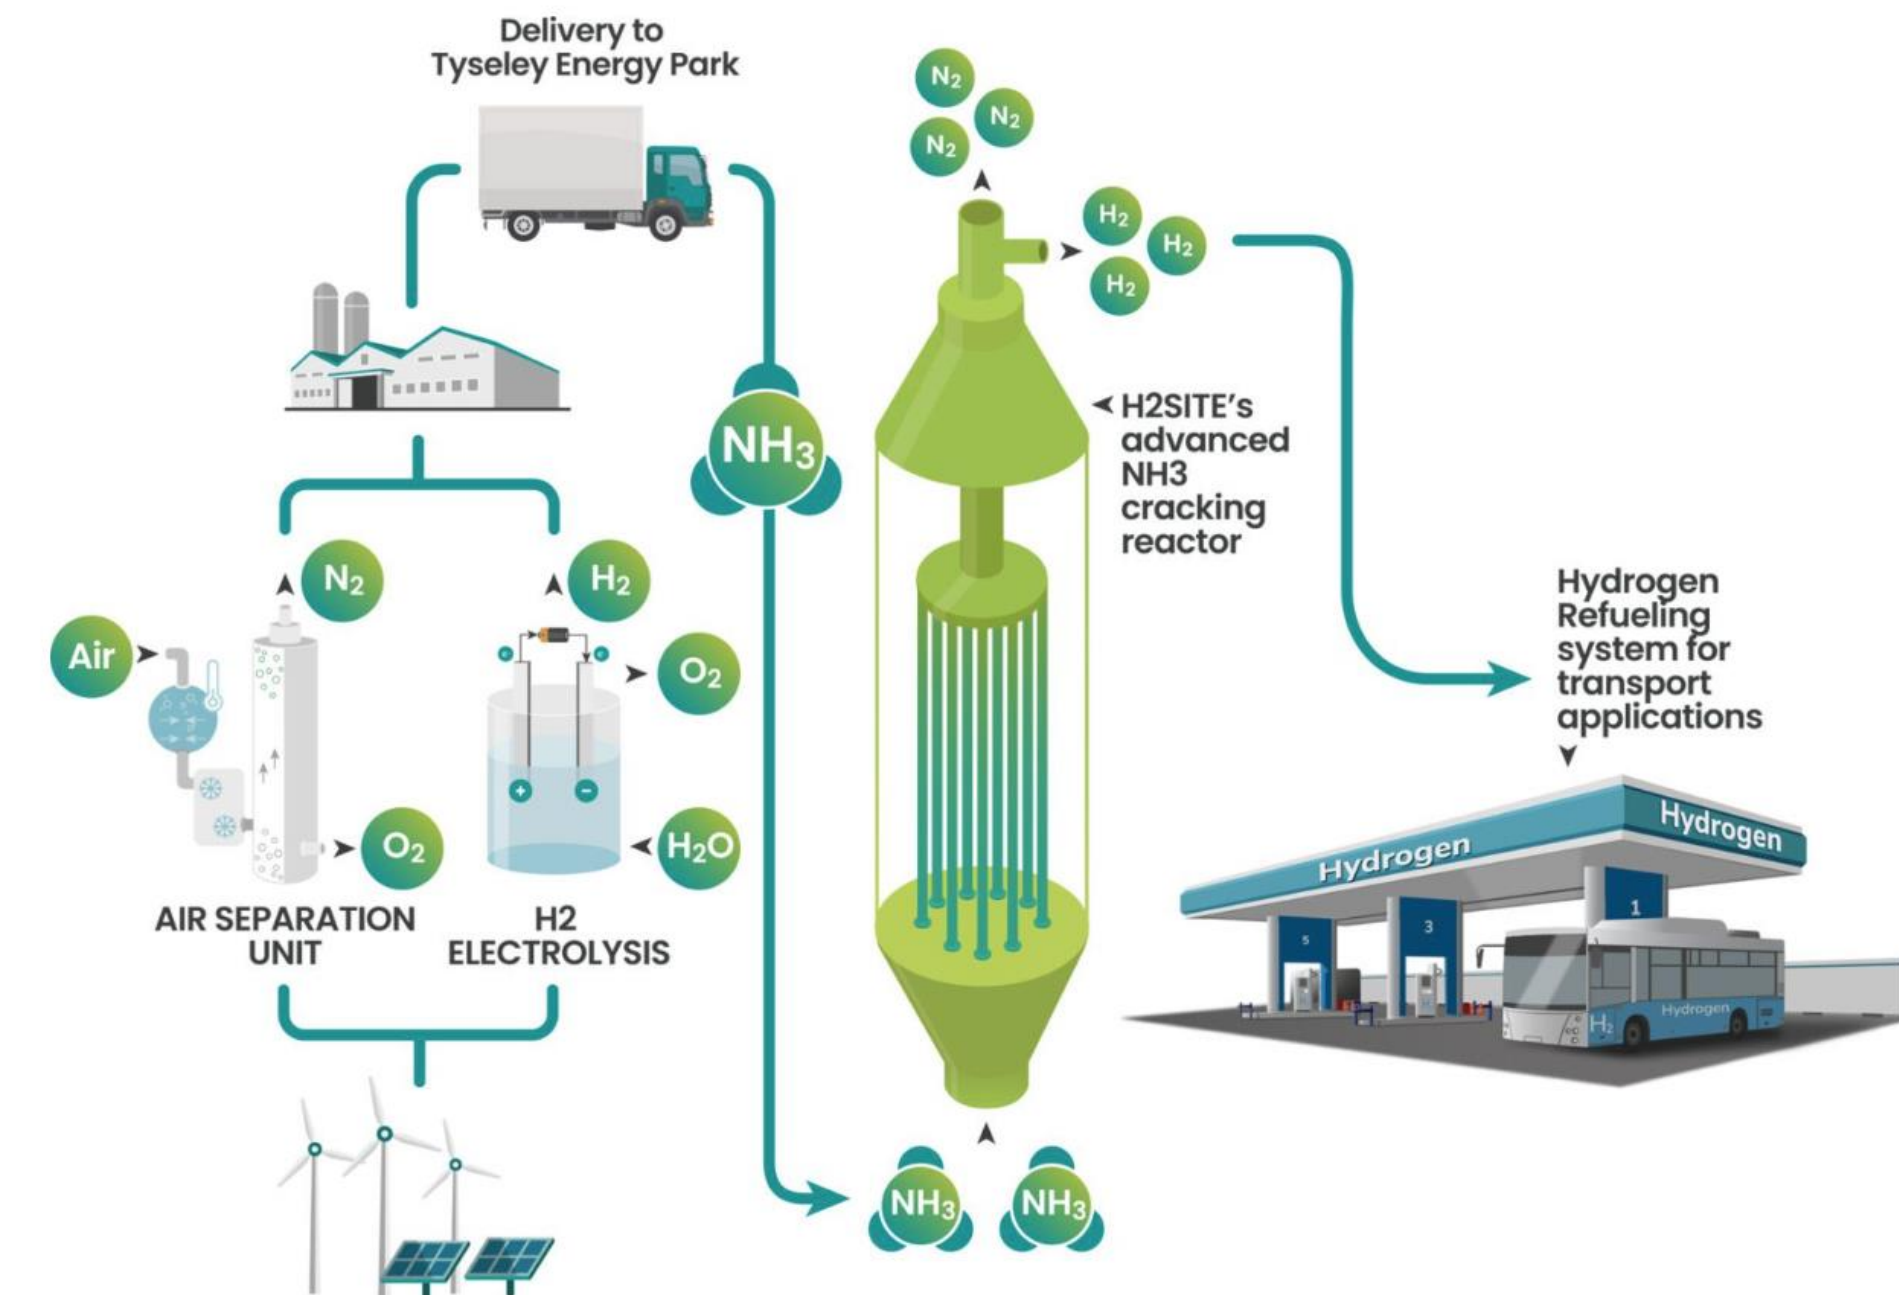 Delivery to
Tyseley Energy Park
N₂
N₂
N₂
H₂
H₂
H₂
NH₃
H2SITE's
advanced
NH3
cracking
reactor
N₂
H₂
Air
O₂
O₂
H₂O
+
−
AIR SEPARATION
UNIT
H2
ELECTROLYSIS
Hydrogen
Refueling
system for
transport
applications
Hydrogen
Hydrogen
5
3
1
H₂
Hydrogen
NH₃
NH₃